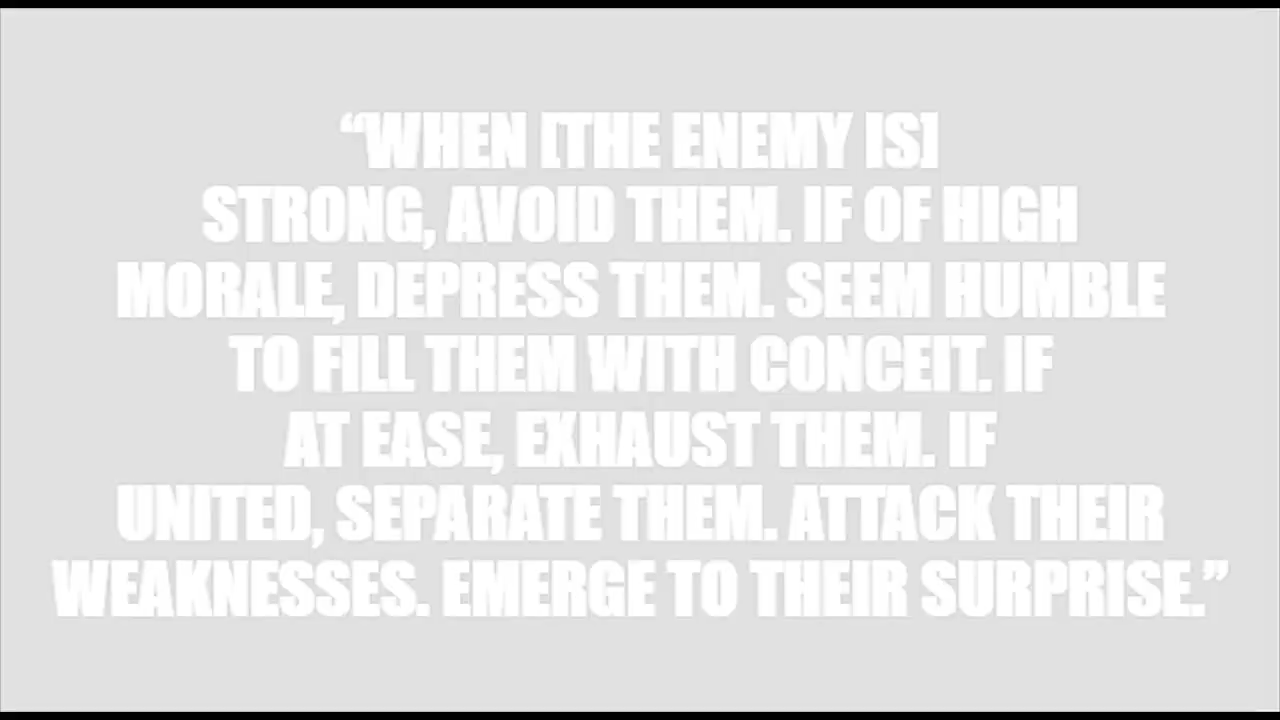 “WHEN [THE ENEMY IS]
STRONG, AVOID THEM. IF OF HIGH
MORALE, DEPRESS THEM. SEEM HUMBLE
TO FILL THEM WITH CONCEIT. IF
AT EASE, EXHAUST THEM. IF
UNITED, SEPARATE THEM. ATTACK THEIR
WEAKNESSES. EMERGE TO THEIR SURPRISE.”